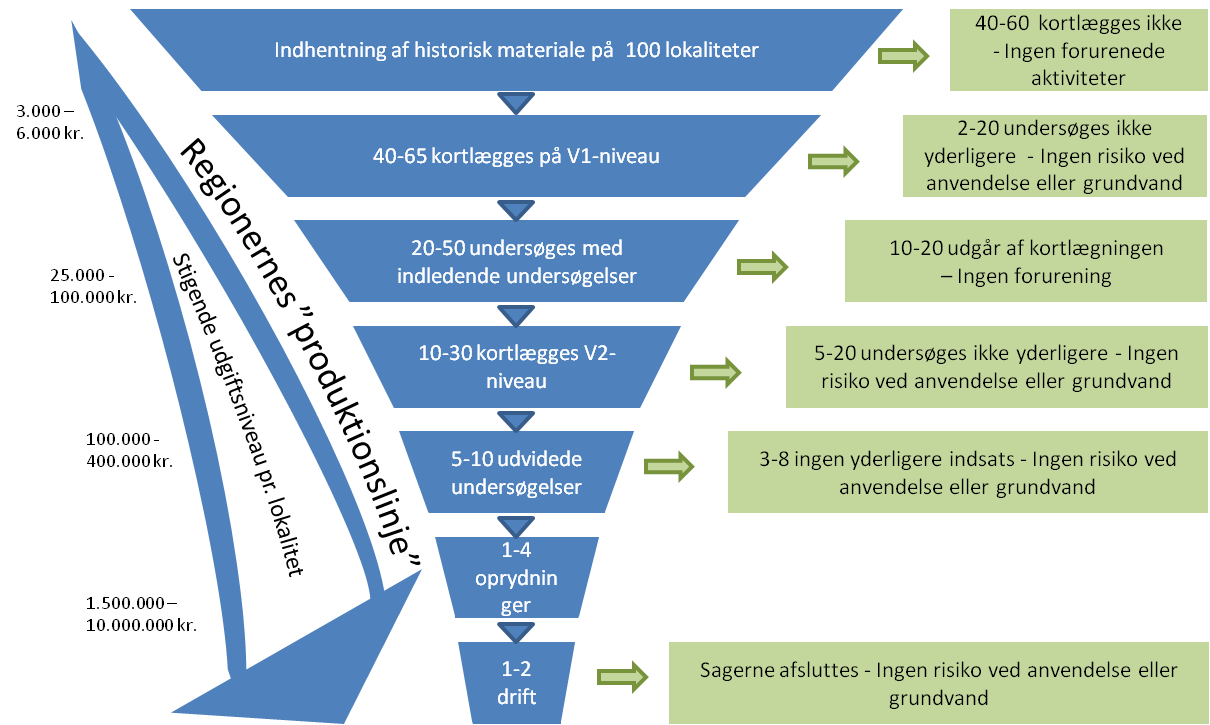 Indhentning af historisk materiale på 100 lokaliteter
40-60 kortlægges ikke
- Ingen forurenede
aktiviteter
3.000 –
6.000 kr.
40-65 kortlægges på V1-niveau
2-20 undersøges ikke
yderligere - Ingen risiko ved
anvendelse eller grundvand
Regionernes ”produktionslinje”
Stigende udgiftsniveau pr. lokalitet
20-50 undersøges med
indledende undersøgelser
10-20 udgår af kortlægningen
– Ingen forurening
25.000 -
100.000 kr.
10-30 kortlægges V2-
niveau
5-20 undersøges ikke yderligere - Ingen
risiko ved anvendelse eller grundvand
100.000 -
400.000 kr.
5-10 udvidede
undersøgelser
3-8 ingen yderligere indsats - Ingen risiko ved
anvendelse eller grundvand
1-4
oprydnin
ger
1.500.000 –
10.000.000 kr.
1-2
drift
Sagerne afsluttes - Ingen risiko ved anvendelse eller
grundvand